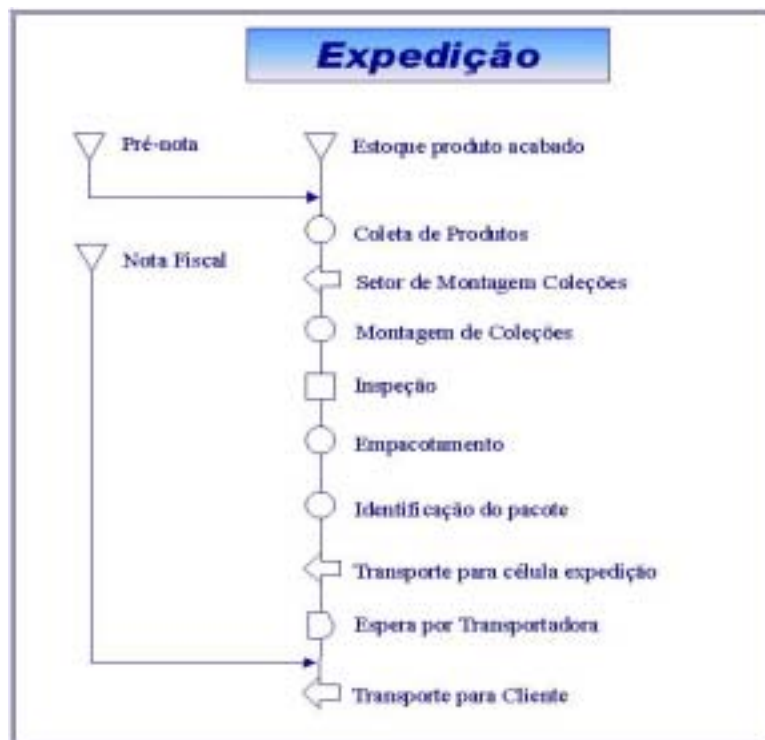 Expedição
Pré-nota
Estoque produto acabado
Coleta de Produtos
Nota Fiscal
Setor de Montagem Coleções
Montagem de Coleções
Inspeção
Empacotamento
Identificação do pacote
Transporte para célula expedição
Espera por Transportadora
Transporte para Cliente